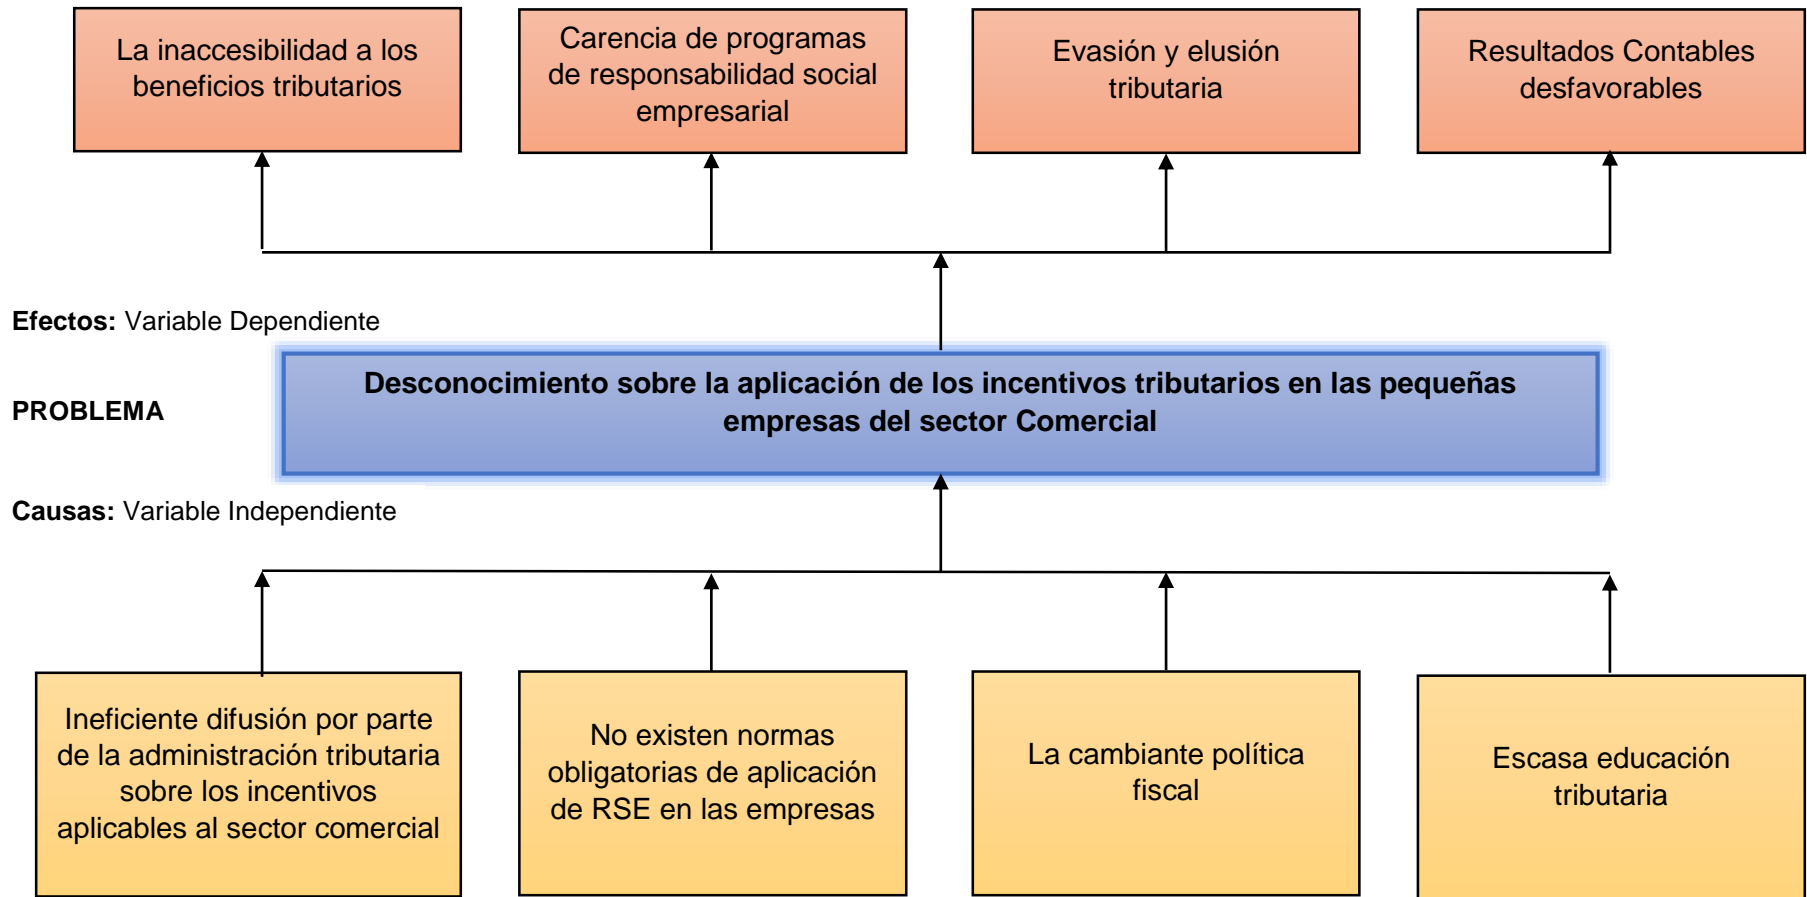 La inaccesibilidad a los
beneficios tributarios
Carencia de programas
de responsabilidad social
empresarial
Evasión y elusión
tributaria
Resultados Contables
desfavorables
Efectos: Variable Dependiente
PROBLEMA
Desconocimiento sobre la aplicación de los incentivos tributarios en las pequeñas
empresas del sector Comercial
Causas: Variable Independiente
Ineficiente difusión por parte
de la administración tributaria
sobre los incentivos
aplicables al sector comercial
No existen normas
obligatorias de aplicación
de RSE en las empresas
La cambiante política
fiscal
Escasa educación
tributaria